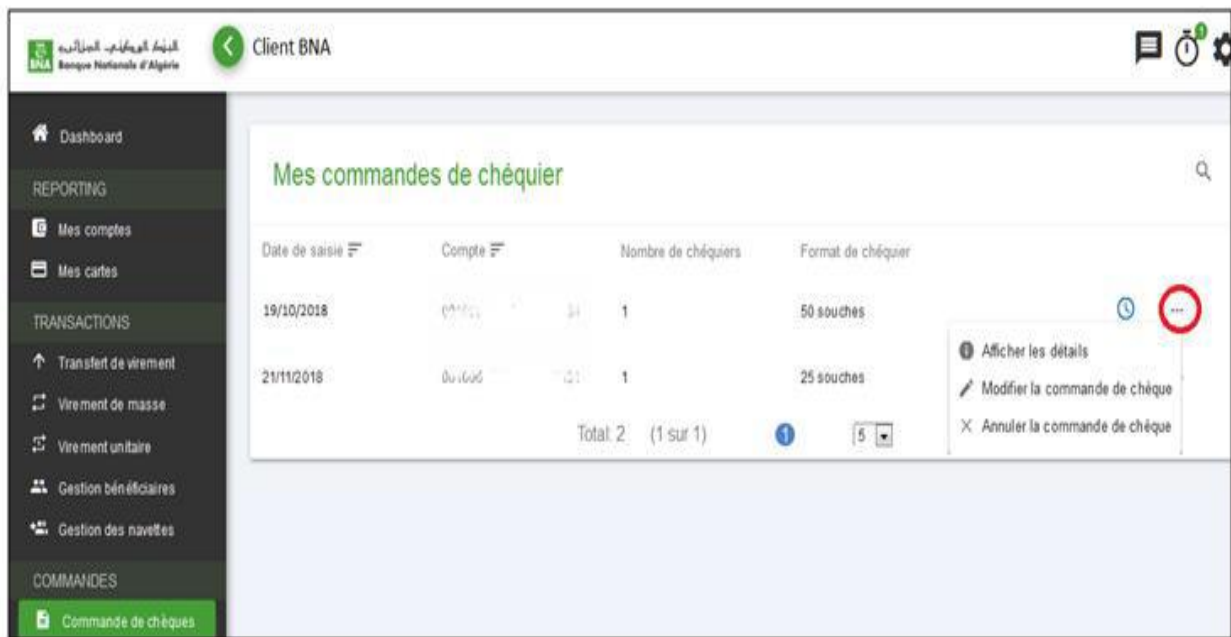 البنك الوطني الجزائري
BNA Banque Nationale d'Algérie
Client BNA
1
Dashboard
REPORTING
Mes comptes
Mes cartes
TRANSACTIONS
Transfert de virement
Virement de masse
Virement unitaire
Gestion bénéficiaires
Gestion des navettes
COMMANDES
Commande de chèques
Mes commandes de chéquier
Date de saisie Compte Nombre de chéquiers Format de chéquier
19/10/2018 1 50 souches ...
21/11/2018 1 25 souches
Afficher les détails
Modifier la commande de chèque
Annuler la commande de chèque
Total: 2 (1 sur 1) 1 5